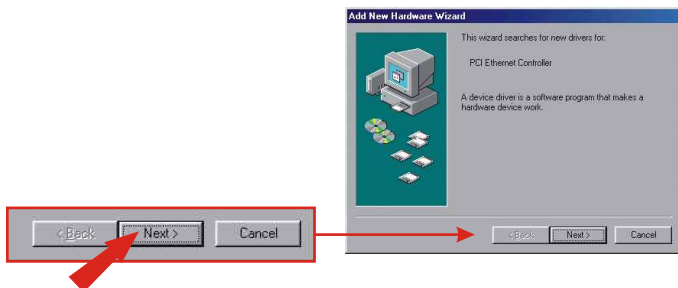 Add New Hardware Wizard
This wizard searches for new drivers for:
PCI Ethernet Controller
A device driver is a software program that makes a
hardware device work.
< Back Next > Cancel
< Back Next > Cancel